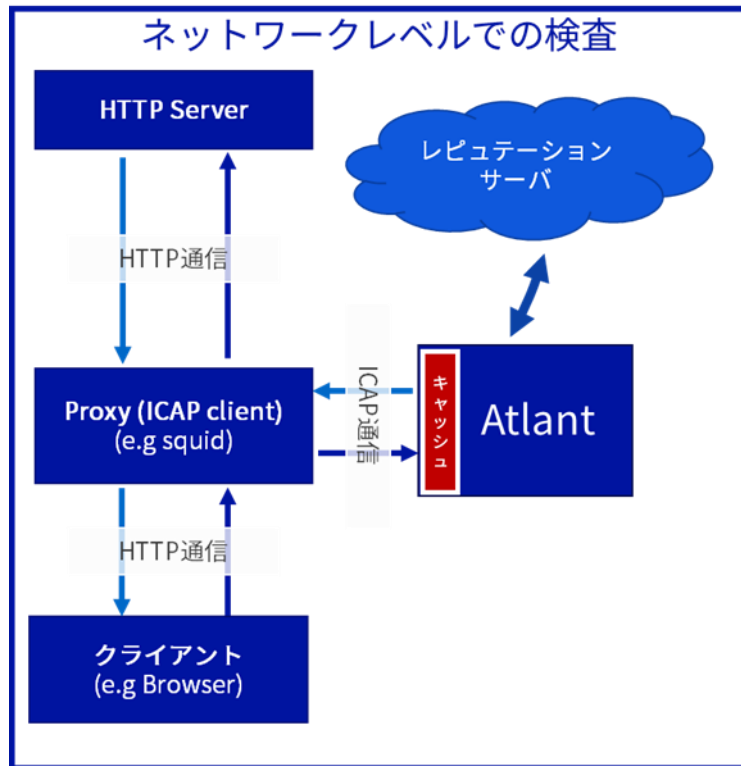 ネットワークレベルでの検査
HTTP Server
レピュテーション
サーバ
HTTP通信
ICAP通信
キャッシュ
Atlant
Proxy (ICAP client)
(e.g squid)
HTTP通信
クライアント
(e.g Browser)